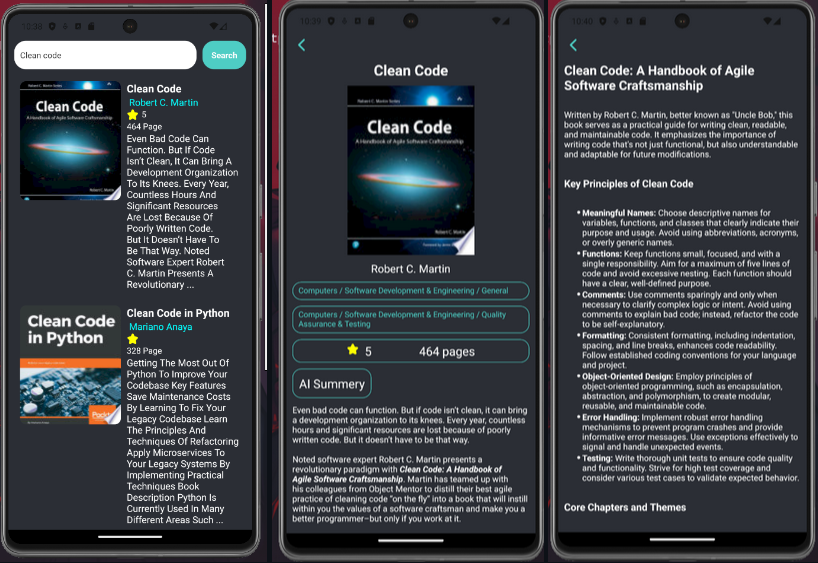 10:38
Clean code
Search
Robert C. Martin Series
Clean Code
A Handbook of Agile Software Craftsmanship
Robert C. Martin
Clean Code
Robert C. Martin
5
464 Page
Even Bad Code Can
Function. But If Code
Isn't Clean, It Can Bring A
Development Organization
To Its Knees. Every Year,
Countless Hours And
Significant Resources
Are Lost Because Of
Poorly Written Code.
But It Doesn't Have To
Be That Way. Noted
Software Expert Robert
C. Martin Presents A
Revolutionary ...
Clean Code
in Python
Clean Code in Python
Mariano Anaya
328 Page
Getting The Most Out Of
Python To Improve Your
Codebase Key Features
Save Maintenance Costs
By Learning To Fix Your
Legacy Codebase Learn
The Principles And
Techniques Of Refactoring
Apply Microservices To
Your Legacy Systems By
Implementing Practical
Techniques Book
Description Python Is
Currently Used In Many
Different Areas Such ...
t
10:39
Clean Code
Robert C. Martin Series
Clean Code
A Handbook of Agile Software Craftsmanship
Robert C. Martin
Robert C. Martin
Computers / Software Development & Engineering / General
Computers / Software Development & Engineering / Quality
Assurance & Testing
5 464 pages
AI Summery
Even bad code can function. But if code isn't clean, it can bring
a development organization to its knees. Every year, countless
hours and significant resources are lost because of poorly
written code. But it doesn't have to be that way.
Noted software expert Robert C. Martin presents a
revolutionary paradigm with Clean Code: A Handbook of
Agile Software Craftsmanship. Martin has teamed up with
his colleagues from Object Mentor to distill their best agile
practice of cleaning code "on the fly" into a book that will instill
within you the values of a software craftsman and make you a
better programmer–but only if you work at it.
10:40
Clean Code: A Handbook of Agile
Software Craftsmanship
Written by Robert C. Martin, better known as "Uncle Bob," this
book serves as a practical guide for writing clean, readable,
and maintainable code. It emphasizes the importance of
writing code that's not just functional, but also understandable
and adaptable for future modifications.
Key Principles of Clean Code
• Meaningful Names: Choose descriptive names for
variables, functions, and classes that clearly indicate their
purpose and usage. Avoid using abbreviations, acronyms,
or overly generic names.
• Functions: Keep functions small, focused, and with a
single responsibility. Aim for a maximum of five lines of
code and avoid excessive nesting. Each function should
have a clear, well-defined purpose.
• Comments: Use comments sparingly and only when
necessary to clarify complex logic or intent. Avoid using
comments to explain bad code; instead, refactor the code
to be self-explanatory.
• Formatting: Consistent formatting, including indentation,
spacing, and line breaks, enhances code readability.
Follow established coding conventions for your language
and project.
• Object-Oriented Design: Employ principles of
object-oriented programming, such as encapsulation,
abstraction, and polymorphism, to create modular,
reusable, and maintainable code.
• Error Handling: Implement robust error handling
mechanisms to prevent program crashes and provide
informative error messages. Use exceptions effectively to
signal and handle unexpected events.
• Testing: Write thorough unit tests to ensure code quality
and functionality. Strive for high test coverage and
consider various test cases to validate expected behavior.
Core Chapters and Themes